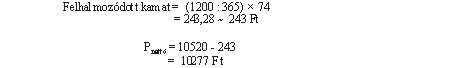 Felhalmozódott kamat = (1200 : 365) × 74
= 243,28 ~ 243 Ft
Pnettó = 10520 - 243
= 10277 Ft